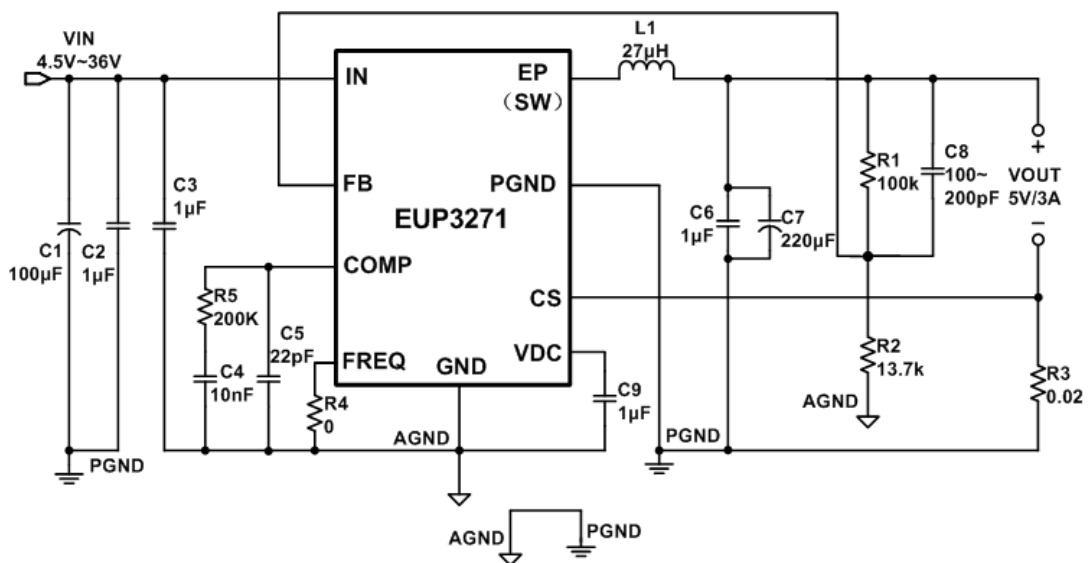 VIN
4.5V~36V
L1
27μH
IN
EP
(SW)
C3
1μF
FB
PGND
R1
100k
C8
100~
200pF
+
VOUT
5V/3A
−
EUP3271
C1
100μF
C2
1μF
C6
1μF
C7
220μF
COMP
R5
200K
CS
C5
22pF
VDC
R2
13.7k
C4
10nF
FREQ
GND
R3
0.02
R4
0
C9
1μF
AGND
AGND
PGND
PGND
AGND
PGND